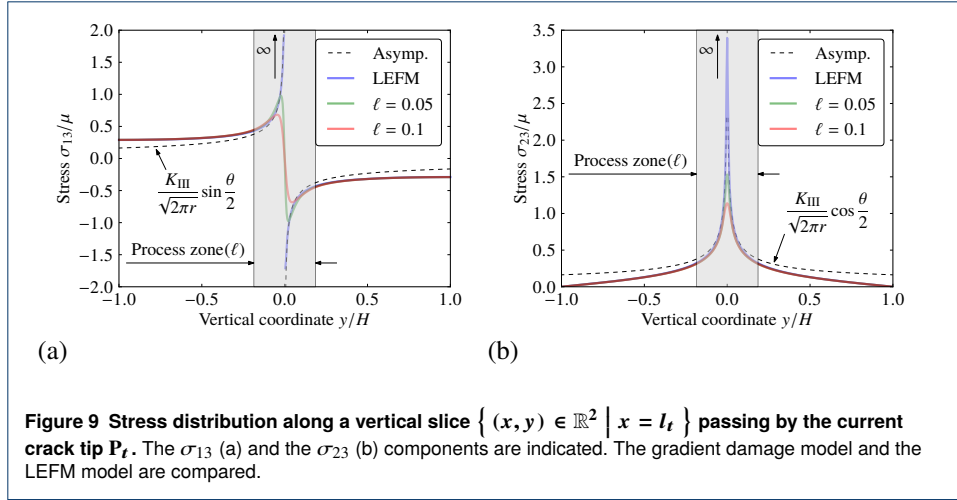 2.0
1.5
1.0
0.5
0.0
−0.5
−1.0
−1.5
−2.0
Stress σ13/μ
∞
Asymp.
LEFM
ℓ = 0.05
ℓ = 0.1
K_III/√(2πr) sin θ/2
Process zone(ℓ)
−1.0 −0.5 0.0 0.5 1.0
Vertical coordinate y/H
(a)
3.5
3.0
2.5
2.0
1.5
1.0
0.5
0.0
Stress σ23/μ
∞
Asymp.
LEFM
ℓ = 0.05
ℓ = 0.1
Process zone(ℓ)
K_III/√(2πr) cos θ/2
−1.0 −0.5 0.0 0.5 1.0
Vertical coordinate y/H
(b)
Figure 9 Stress distribution along a vertical slice { (x, y) ∈ ℝ² | x = l_t } passing by the current
crack tip P_t. The σ13 (a) and the σ23 (b) components are indicated. The gradient damage model and the
LEFM model are compared.